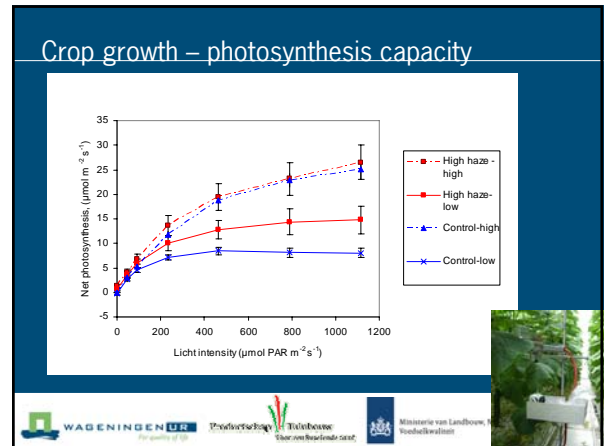 Crop growth – photosynthesis capacity
Net photosynthesis, (μmol m⁻² s⁻¹)
35
30
25
20
15
10
5
0
-5
0 200 400 600 800 1000 1200
Licht intensity (μmol PAR m⁻² s⁻¹)
High haze -
high
High haze-
low
Control-high
Control-low
WAGENINGEN UR
For quality of life
Productschap Tuinbouw
Ministerie van Landbouw,
Voedselkwaliteit